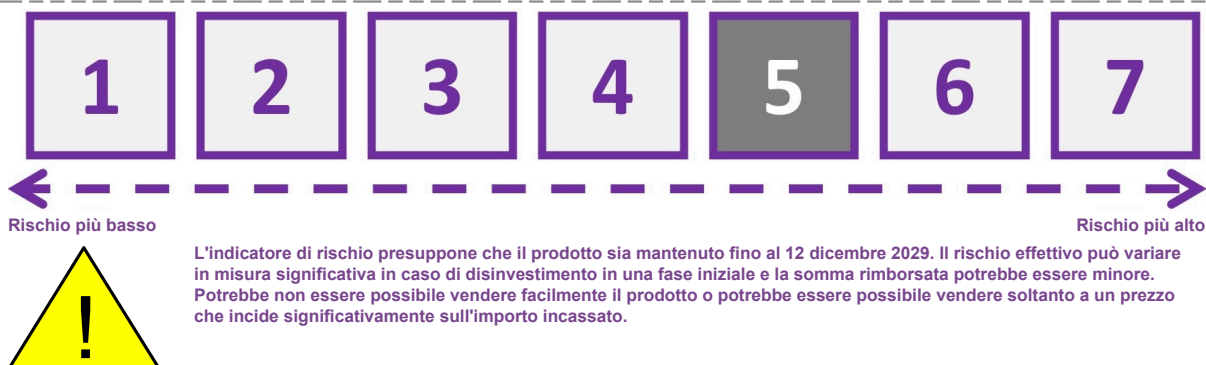 1 2 3 4 5 6 7
Rischio più basso Rischio più alto
L'indicatore di rischio presuppone che il prodotto sia mantenuto fino al 12 dicembre 2029. Il rischio effettivo può variare
in misura significativa in caso di disinvestimento in una fase iniziale e la somma rimborsata potrebbe essere minore.
Potrebbe non essere possibile vendere facilmente il prodotto o potrebbe essere possibile vendere soltanto a un prezzo
che incide significativamente sull'importo incassato.
!